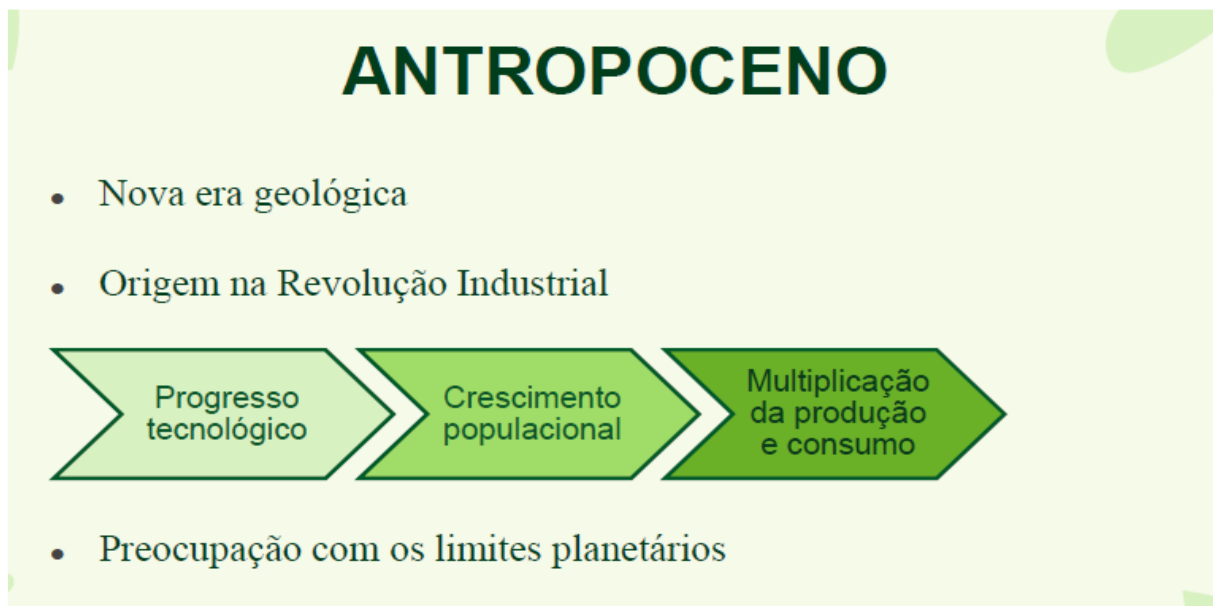 ANTROPOCENO
• Nova era geológica
• Origem na Revolução Industrial
Progresso
tecnológico
Crescimento
populacional
Multiplicação
da produção
e consumo
• Preocupação com os limites planetários